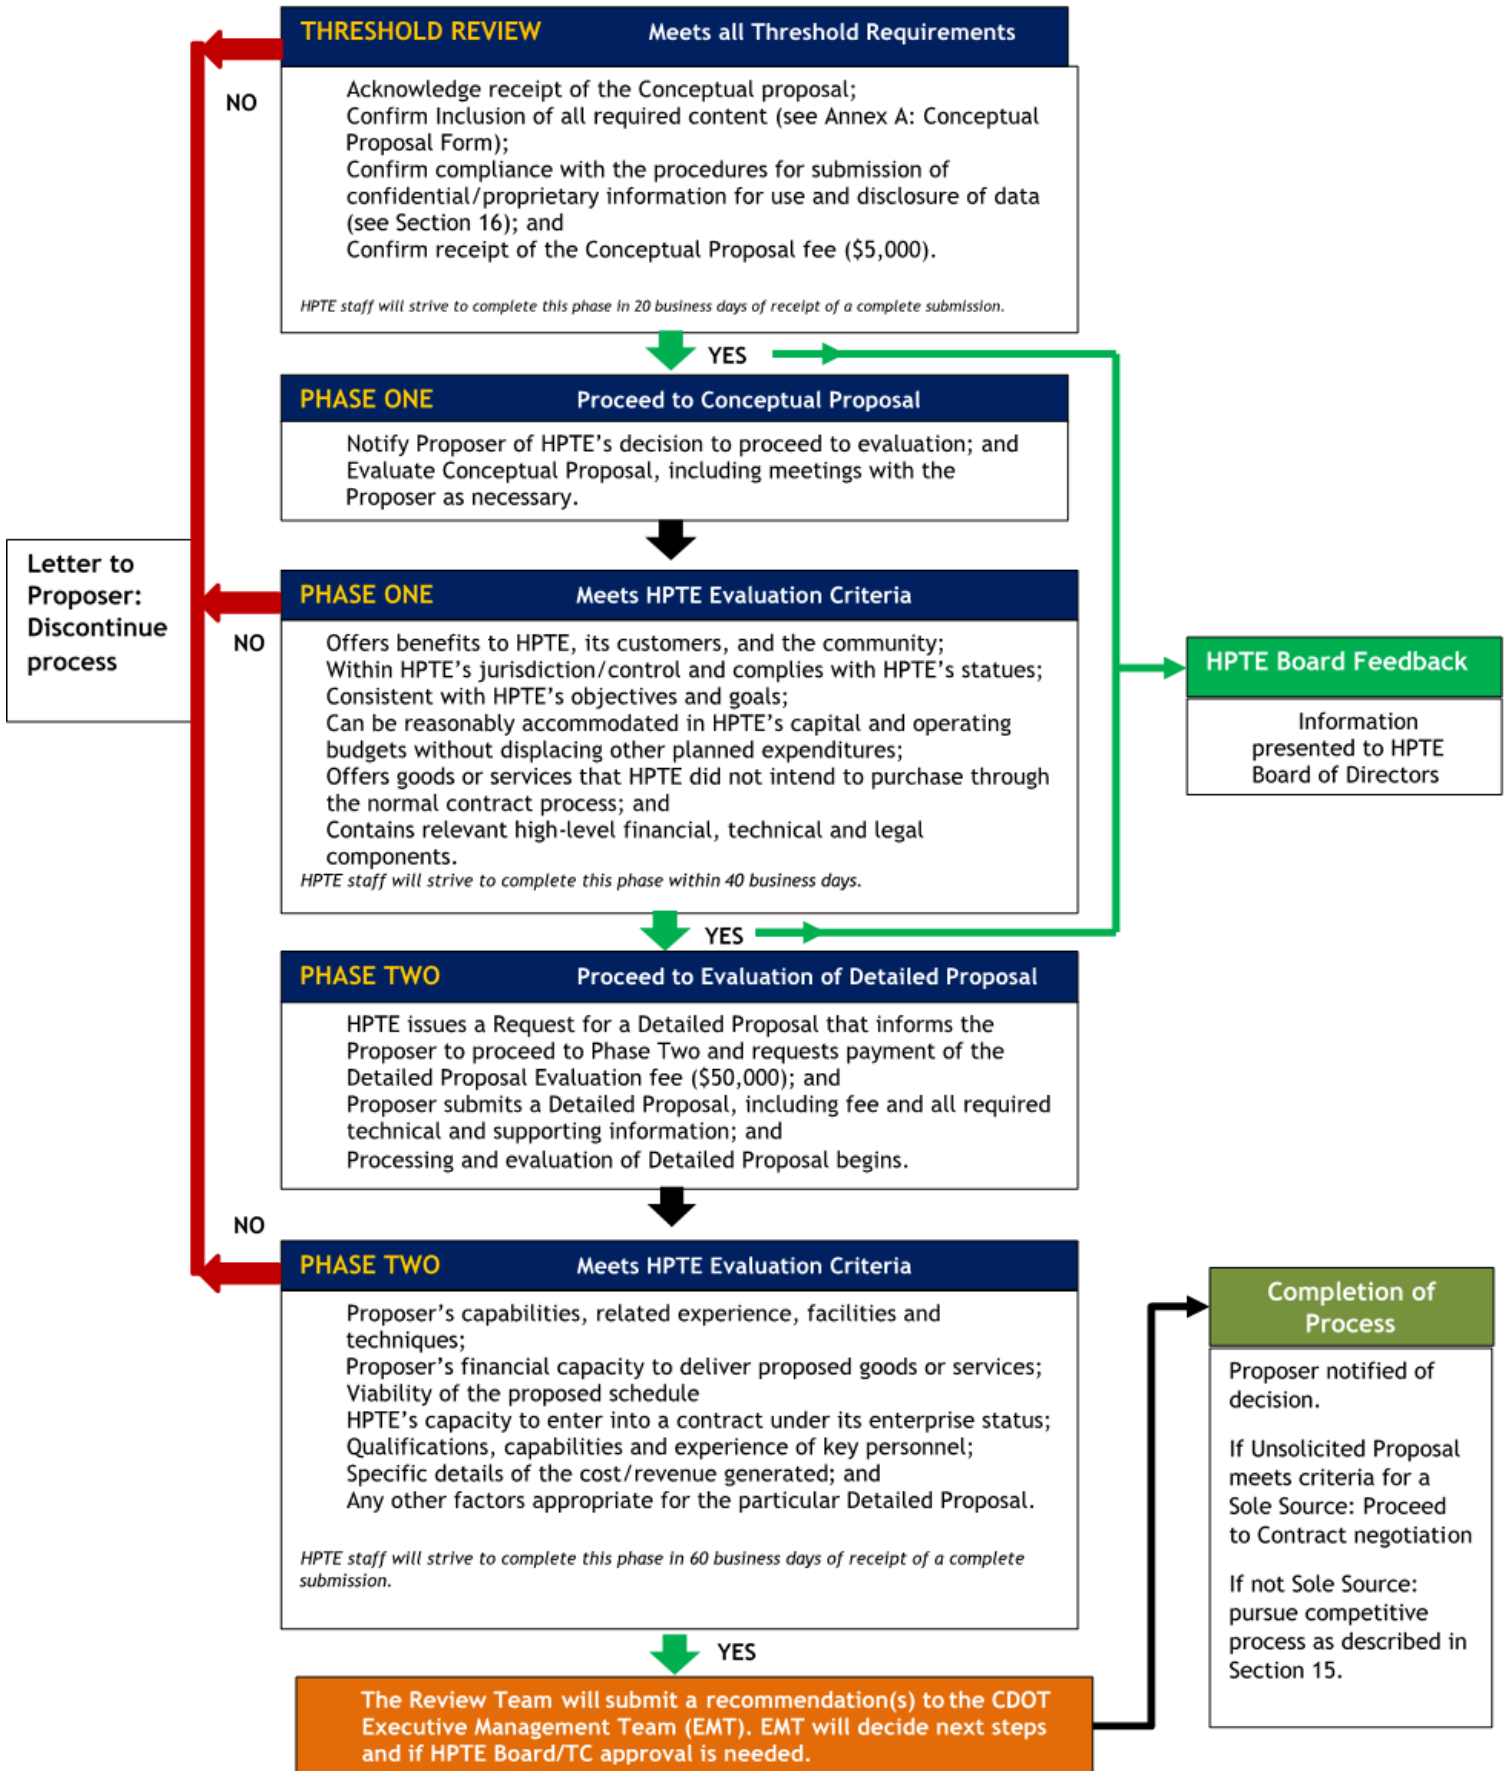 THRESHOLD REVIEW Meets all Threshold Requirements
NO
Acknowledge receipt of the Conceptual proposal;
Confirm Inclusion of all required content (see Annex A: Conceptual
Proposal Form);
Confirm compliance with the procedures for submission of
confidential/proprietary information for use and disclosure of data
(see Section 16); and
Confirm receipt of the Conceptual Proposal fee ($5,000).
HPTE staff will strive to complete this phase in 20 business days of receipt of a complete submission.
YES
PHASE ONE Proceed to Conceptual Proposal
Notify Proposer of HPTE's decision to proceed to evaluation; and
Evaluate Conceptual Proposal, including meetings with the
Proposer as necessary.
Letter to
Proposer:
Discontinue
process
PHASE ONE Meets HPTE Evaluation Criteria
NO
Offers benefits to HPTE, its customers, and the community;
Within HPTE's jurisdiction/control and complies with HPTE's statues;
Consistent with HPTE's objectives and goals;
Can be reasonably accommodated in HPTE's capital and operating
budgets without displacing other planned expenditures;
Offers goods or services that HPTE did not intend to purchase through
the normal contract process; and
Contains relevant high-level financial, technical and legal
components.
HPTE staff will strive to complete this phase within 40 business days.
HPTE Board Feedback
Information
presented to HPTE
Board of Directors
YES
PHASE TWO Proceed to Evaluation of Detailed Proposal
HPTE issues a Request for a Detailed Proposal that informs the
Proposer to proceed to Phase Two and requests payment of the
Detailed Proposal Evaluation fee ($50,000); and
Proposer submits a Detailed Proposal, including fee and all required
technical and supporting information; and
Processing and evaluation of Detailed Proposal begins.
NO
PHASE TWO Meets HPTE Evaluation Criteria
Proposer's capabilities, related experience, facilities and
techniques;
Proposer's financial capacity to deliver proposed goods or services;
Viability of the proposed schedule
HPTE's capacity to enter into a contract under its enterprise status;
Qualifications, capabilities and experience of key personnel;
Specific details of the cost/revenue generated; and
Any other factors appropriate for the particular Detailed Proposal.
HPTE staff will strive to complete this phase in 60 business days of receipt of a complete
submission.
YES
The Review Team will submit a recommendation(s) to the CDOT
Executive Management Team (EMT). EMT will decide next steps
and if HPTE Board/TC approval is needed.
Completion of
Process
Proposer notified of
decision.
If Unsolicited Proposal
meets criteria for a
Sole Source: Proceed
to Contract negotiation
If not Sole Source:
pursue competitive
process as described in
Section 15.